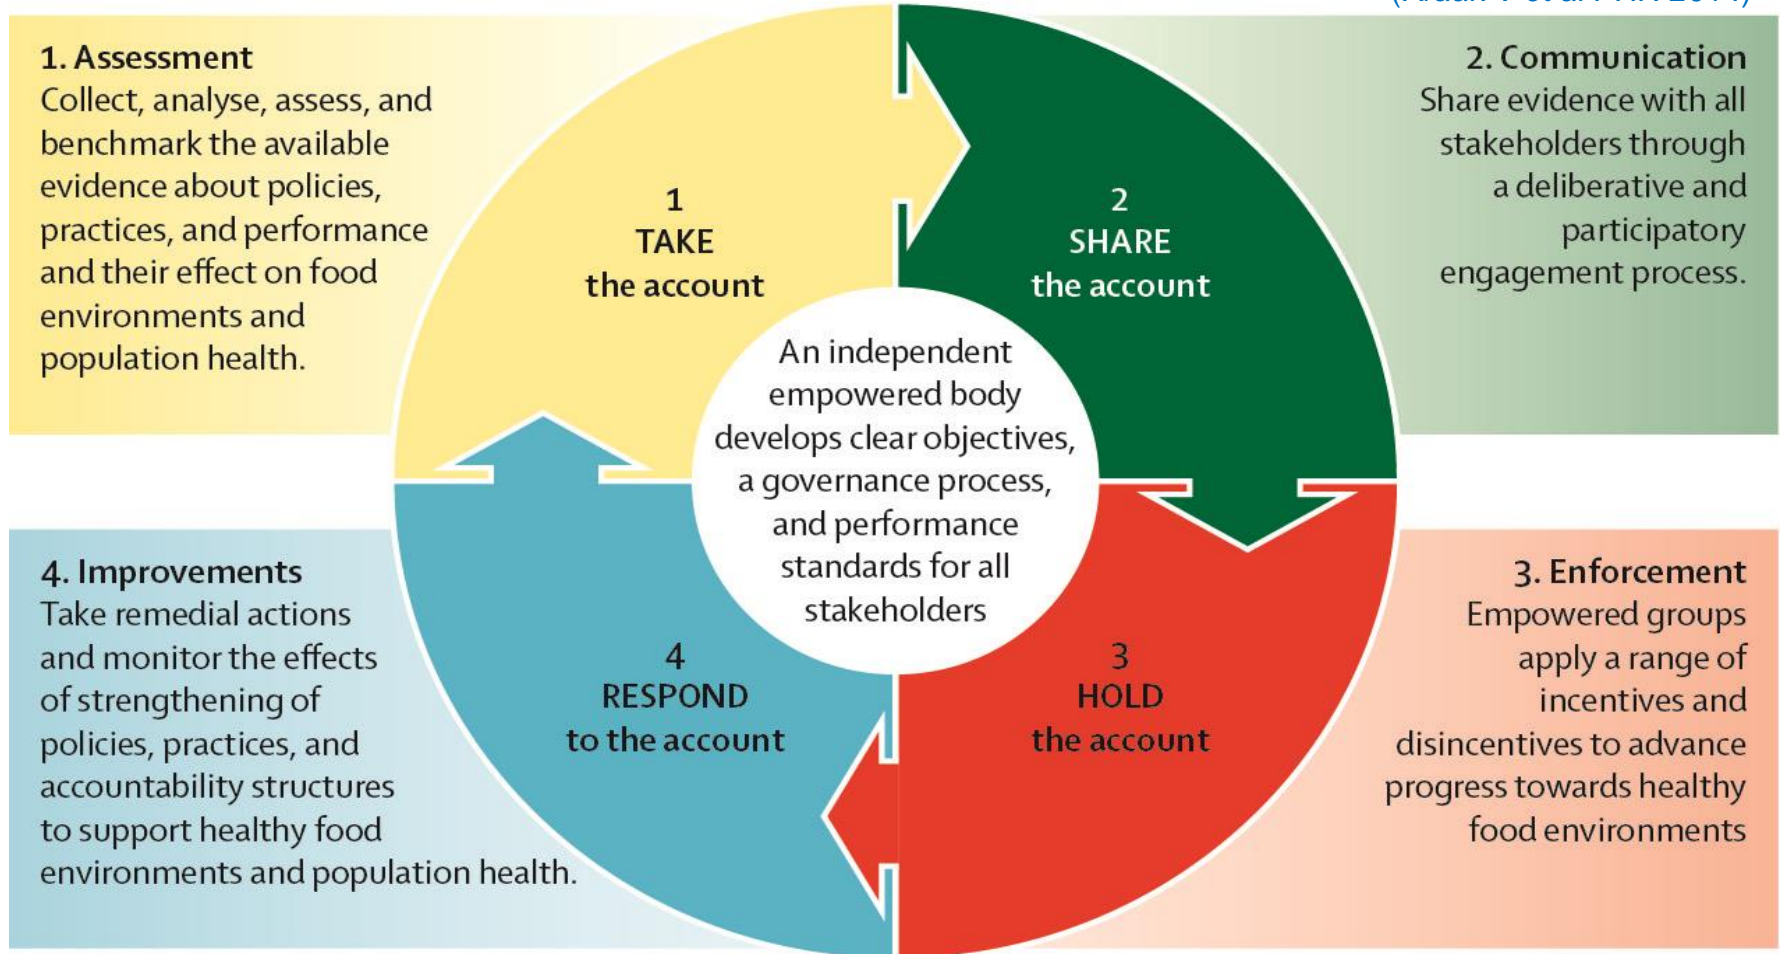 1. Assessment
Collect, analyse, assess, and
benchmark the available
evidence about policies,
practices, and performance
and their effect on food
environments and
population health.
2. Communication
Share evidence with all
stakeholders through
a deliberative and
participatory
engagement process.
1
TAKE
the account
2
SHARE
the account
An independent
empowered body
develops clear objectives,
a governance process,
and performance
standards for all
stakeholders
4. Improvements
Take remedial actions
and monitor the effects
of strengthening of
policies, practices, and
accountability structures
to support healthy food
environments and population health.
4
RESPOND
to the account
3
HOLD
the account
3. Enforcement
Empowered groups
apply a range of
incentives and
disincentives to advance
progress towards healthy
food environments